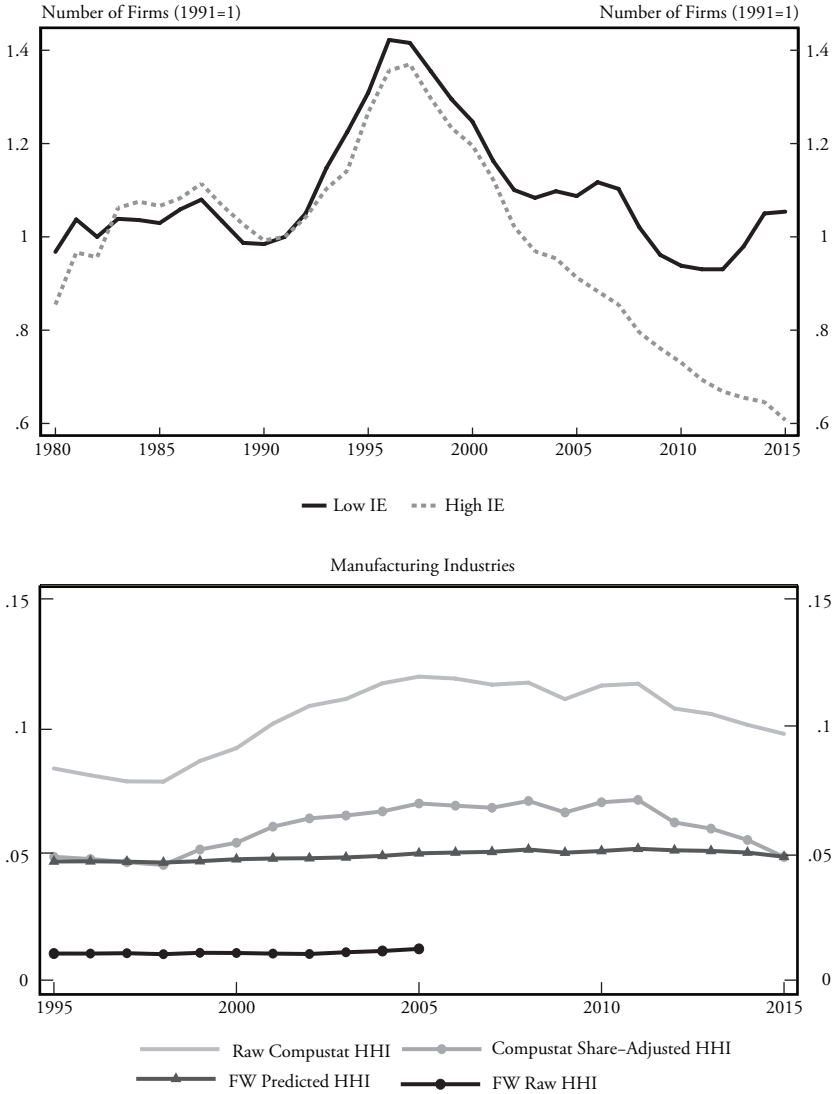 Number of Firms (1991=1) Number of Firms (1991=1)
1.4 1.4
1.2 1.2
1 1
.8 .8
.6 .6
1980 1985 1990 1995 2000 2005 2010 2015
Low IE High IE
Manufacturing Industries
.15 .15
.1 .1
.05 .05
0 0
1995 2000 2005 2010 2015
Raw Compustat HHI Compustat Share–Adjusted HHI
FW Predicted HHI FW Raw HHI